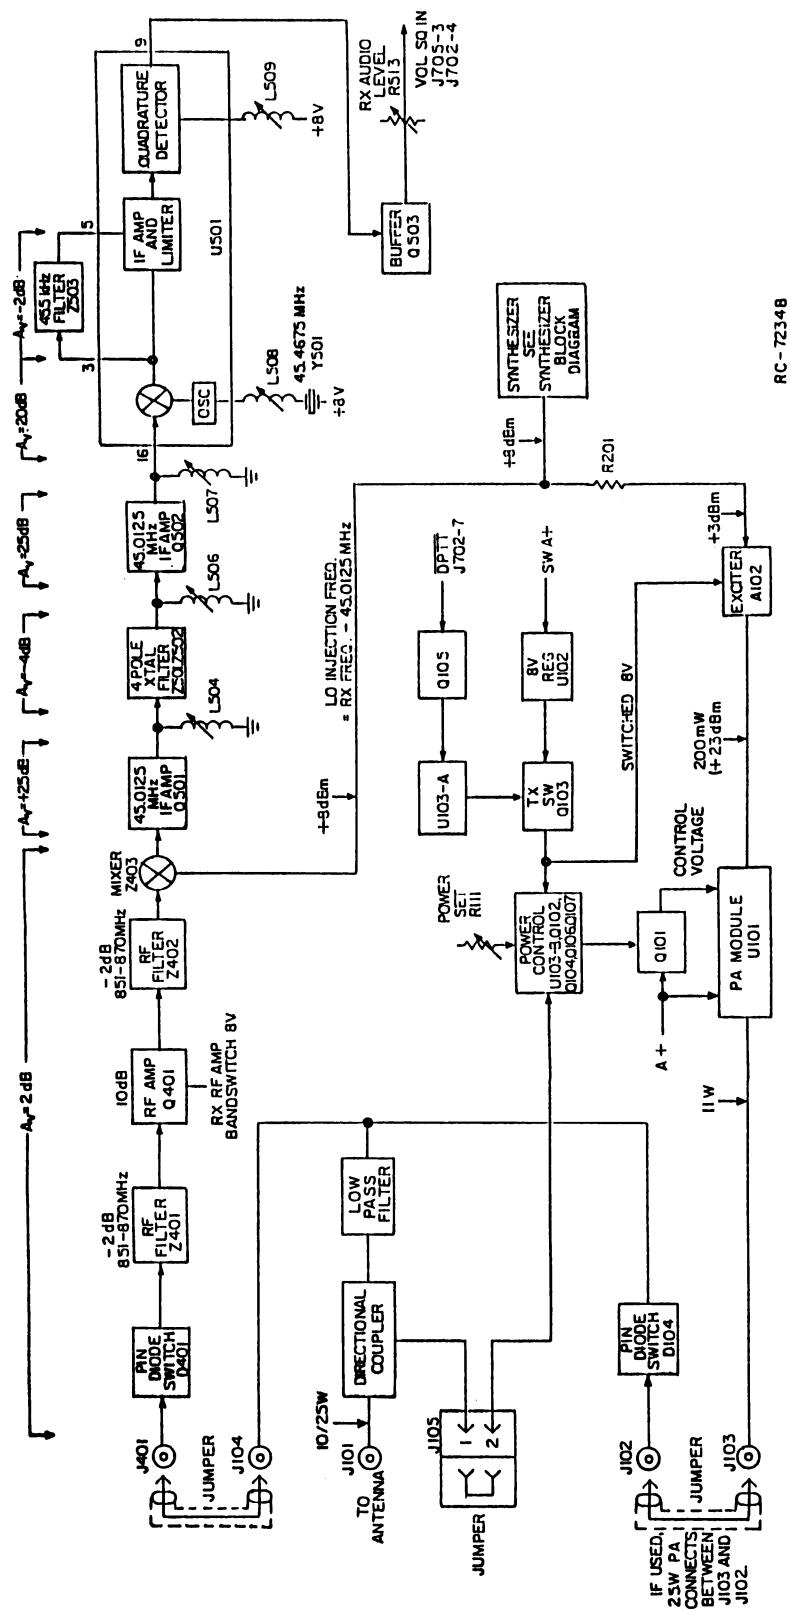 Av=2dB
Av=+25dB
Av=-4dB
Av=25dB
Av=20dB
Av=-2dB
J401
JUMPER
J104
PIN
DIODE
SWITCH
D401
-2dB
851-870MHz
RF
FILTER
Z401
10dB
RF AMP
Q401
RX RF AMP
BANDSWITCH 8V
-2dB
851-870MHz
RF
FILTER
Z402
MIXER
Z403
45.0125
MHz
IF AMP
Q501
L504
4 POLE
XTAL
FILTER
Z501,Z502
L506
45.0125
MHz
IF AMP
Q502
L507
16
3
5
9
455 kHz
FILTER
Z503
OSC
IF AMP
AND
LIMITER
QUADRATURE
DETECTOR
U501
L508
45.4675 MHz
Y501
+8V
L509
+8V
BUFFER
Q503
RX AUDIO
LEVEL
R513
VOL SQ IN
J705-3
J702-4
10/25W
J101
TO
ANTENNA
DIRECTIONAL
COUPLER
LOW
PASS
FILTER
+8dBm
LO INJECTION FREQ.
= RX FREQ. - 45.0125 MHz
J105
1
2
JUMPER
POWER
SET
R111
U103-A
Q105
DPTT
J702-7
POWER
CONTROL
U103-B,Q102,
Q104,Q106,Q107
TX
SW
Q103
8V
REG
U102
SW A+
+8dBm
SYNTHESIZER
SEE
SYNTHESIZER
BLOCK
DIAGRAM
R201
SWITCHED 8V
J102
PIN
DIODE
SWITCH
D104
A+
Q101
CONTROL
VOLTAGE
+3dBm
IF USED,
25W PA
CONNECTS
BETWEEN
J103 AND
J102.
JUMPER
J103
11W
PA MODULE
U101
200mW
(+23dBm
EXCITER
A102
RC-7234B